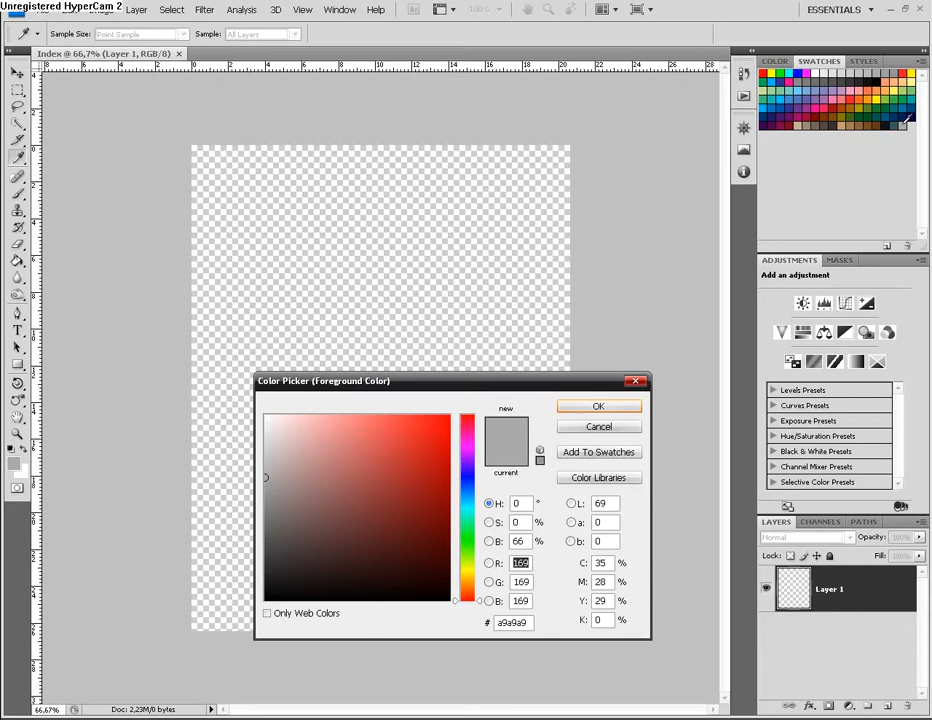 Unregistered HyperCam 2
Layer Select Filter Analysis 3D View Window Help 100% ESSENTIALS
Sample Size: Point Sample Sample: All Layers
Index @ 66,7% (Layer 1, RGB/8)
COLOR SWATCHES STYLES
ADJUSTMENTS MASKS
Add an adjustment
Levels Presets
Curves Presets
Exposure Presets
Hue/Saturation Presets
Black & White Presets
Channel Mixer Presets
Selective Color Presets
LAYERS CHANNELS PATHS
Normal Opacity: 100%
Lock: Fill: 100%
Layer 1
Color Picker (Foreground Color)
new
current
OK
Cancel
Add To Swatches
Color Libraries
H: 0 °
S: 0 %
B: 66 %
R: 169
G: 169
B: 169
# a9a9a9
L: 69
a: 0
b: 0
C: 35 %
M: 28 %
Y: 29 %
K: 0 %
Only Web Colors
66,67% Doc: 2,23M/0 bytes